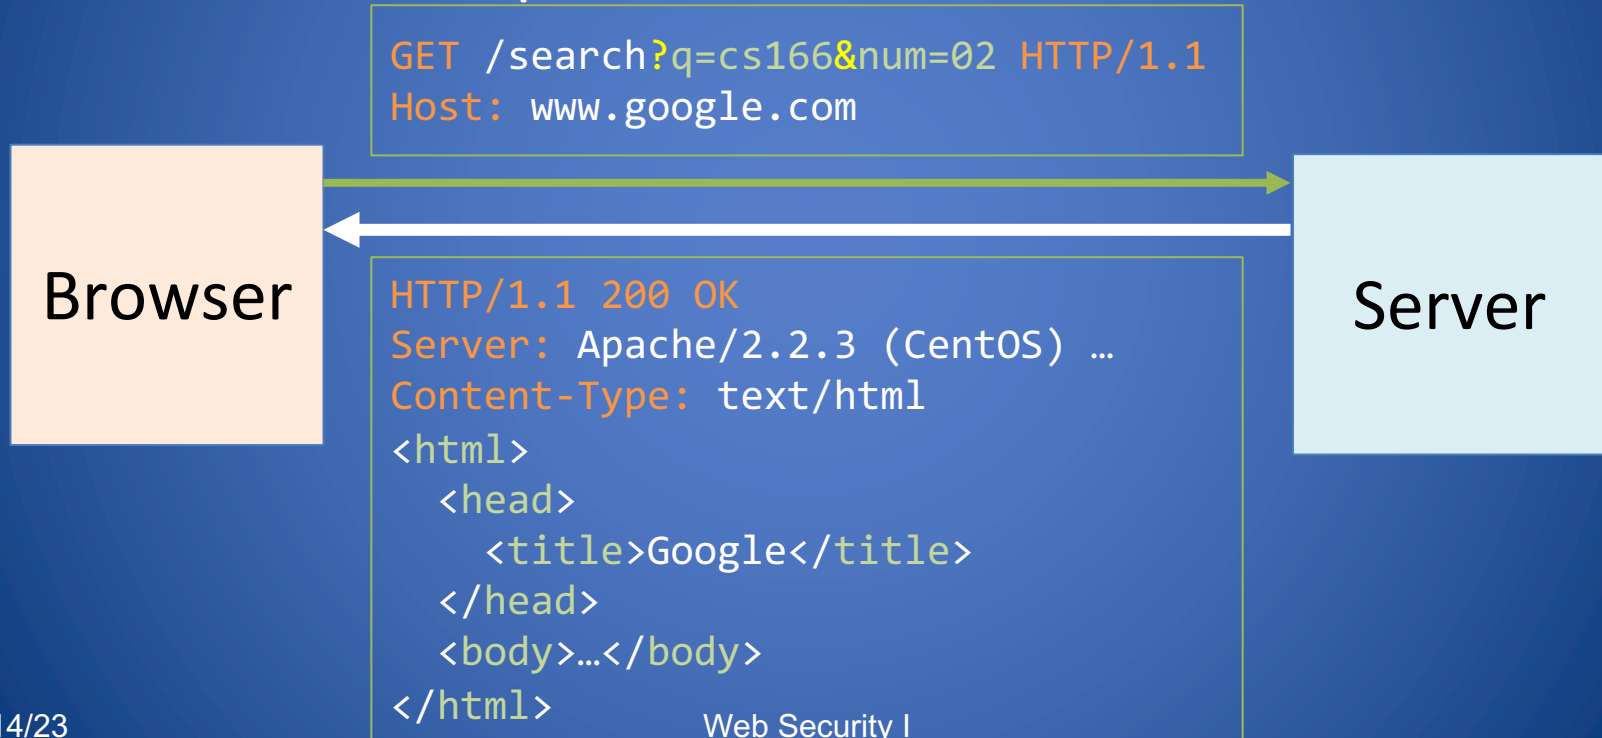 GET /search?q=cs166&num=02 HTTP/1.1
Host: www.google.com
Browser
Server
HTTP/1.1 200 OK
Server: Apache/2.2.3 (CentOS) …
Content-Type: text/html
<html>
  <head>
    <title>Google</title>
  </head>
  <body>…</body>
</html>
4/23
Web Security I